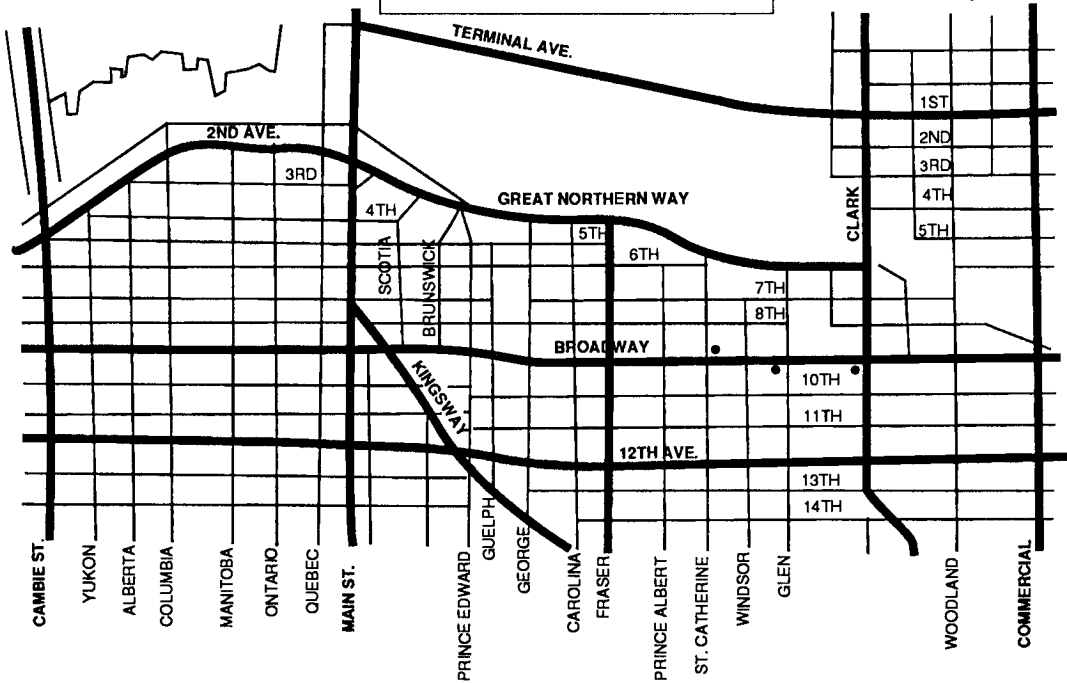 TERMINAL AVE.
1ST
2ND AVE.
2ND
3RD
3RD
GREAT NORTHERN WAY
4TH
4TH
CLARK
5TH
5TH
SCOTIA
BRUNSWICK
6TH
7TH
8TH
BROADWAY
KINGSWAY
10TH
11TH
12TH AVE.
13TH
14TH
CAMBIE ST.
YUKON
ALBERTA
COLUMBIA
MANITOBA
ONTARIO
QUEBEC
MAIN ST.
PRINCE EDWARD
GUELPH
GEORGE
CAROLINA
FRASER
PRINCE ALBERT
ST. CATHERINE
WINDSOR
GLEN
WOODLAND
COMMERCIAL